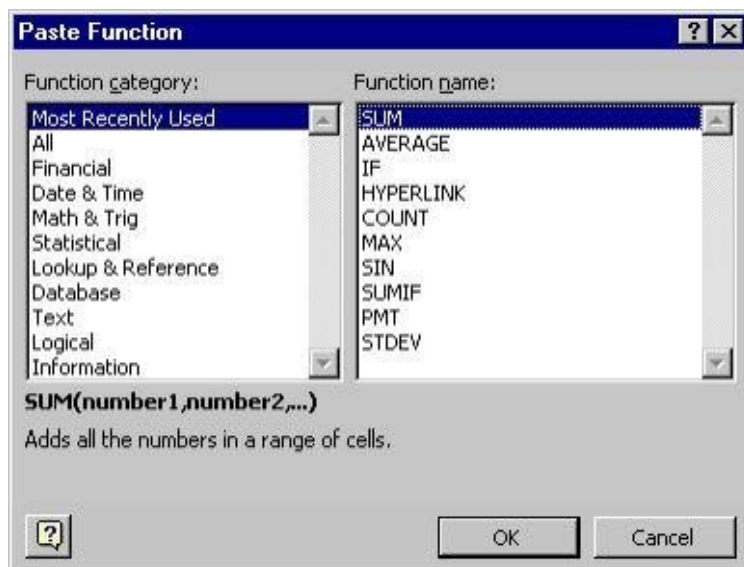 Paste Function
? X
Function category:
Most Recently Used
All
Financial
Date & Time
Math & Trig
Statistical
Lookup & Reference
Database
Text
Logical
Information
Function name:
SUM
AVERAGE
IF
HYPERLINK
COUNT
MAX
SIN
SUMIF
PMT
STDEV
SUM(number1,number2,...)
Adds all the numbers in a range of cells.
?
OK
Cancel